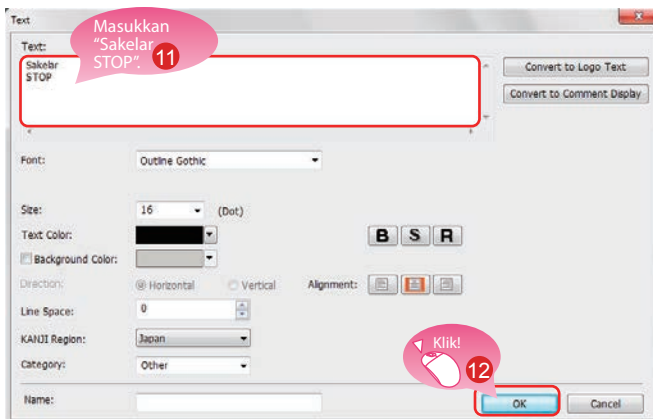 Text
Masukkan
"Sakelar
STOP".
11
Text:
Sakelar
STOP
Convert to Logo Text
Convert to Comment Display
Font:
Outline Gothic
Size:
16
(Dot)
Text Color:
B S R
Background Color:
Direction:
Horizontal
Vertical
Alignment:
Line Space:
0
KANJI Region:
Japan
Category:
Other
Klik!
12
Name:
OK
Cancel